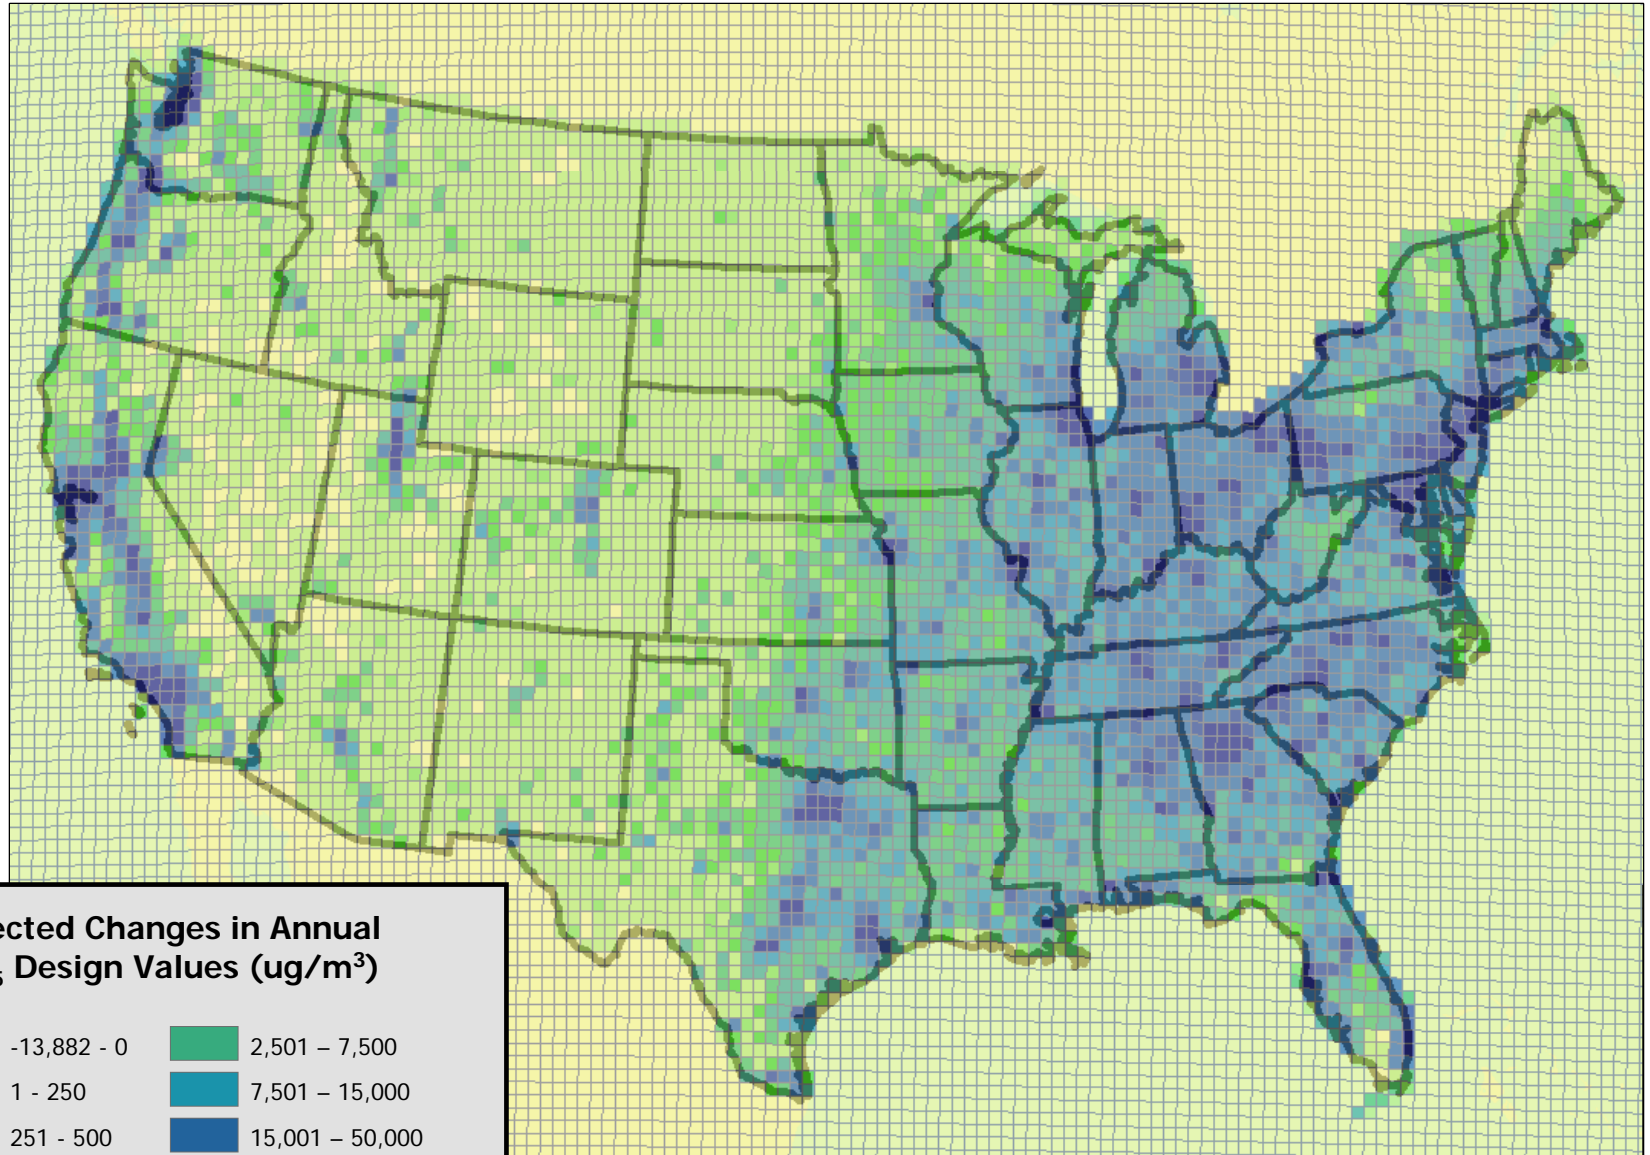 Changes in Annual
Design Values (ug/m³)
-13,882 - 0
2,501 – 7,500
1 - 250
7,501 – 15,000
251 - 500
15,001 – 50,000